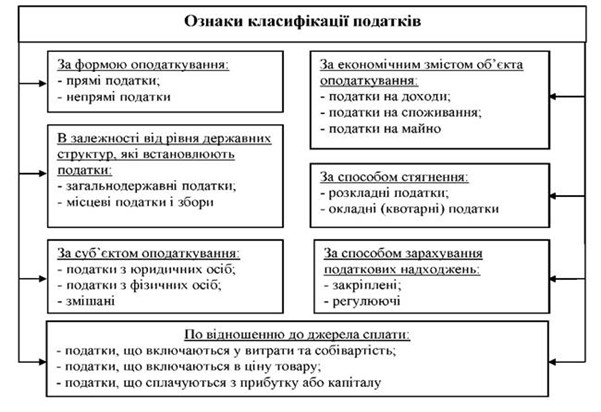 Ознаки класифікації податків
За формою оподаткування:
- прямі податки;
- непрямі податки
В залежності від рівня державних
структур, які встановлюють
податки:
- загальнодержавні податки;
- місцеві податки і збори
За суб’єктом оподаткування:
- податки з юридичних осіб;
- податки з фізичних осіб;
- змішані
За економічним змістом об’єкта
оподаткування:
- податки на доходи;
- податки на споживання;
- податки на майно
За способом стягнення:
- розкладні податки;
- окладні (квотарні) податки
За способом зарахування
податкових надходжень:
- закріплені;
- регулюючі
По відношенню до джерела сплати:
- податки, що включаються у витрати та собівартість;
- податки, що включаються в ціну товару;
- податки, що сплачуються з прибутку або капіталу